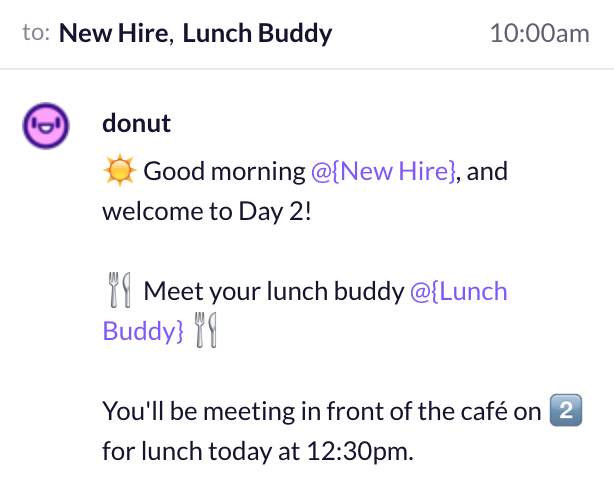 to: New Hire, Lunch Buddy 10:00am
donut
☀️ Good morning @{New Hire}, and
welcome to Day 2!
🍴 Meet your lunch buddy @{Lunch
Buddy} 🍴
You'll be meeting in front of the café on 2️⃣
for lunch today at 12:30pm.